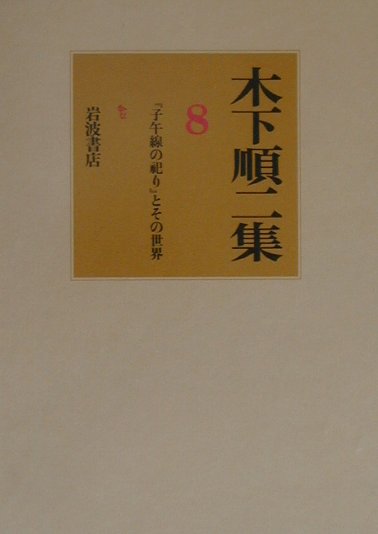 木下順二集
8
『子午線の祀り』とその世界
岩波書店